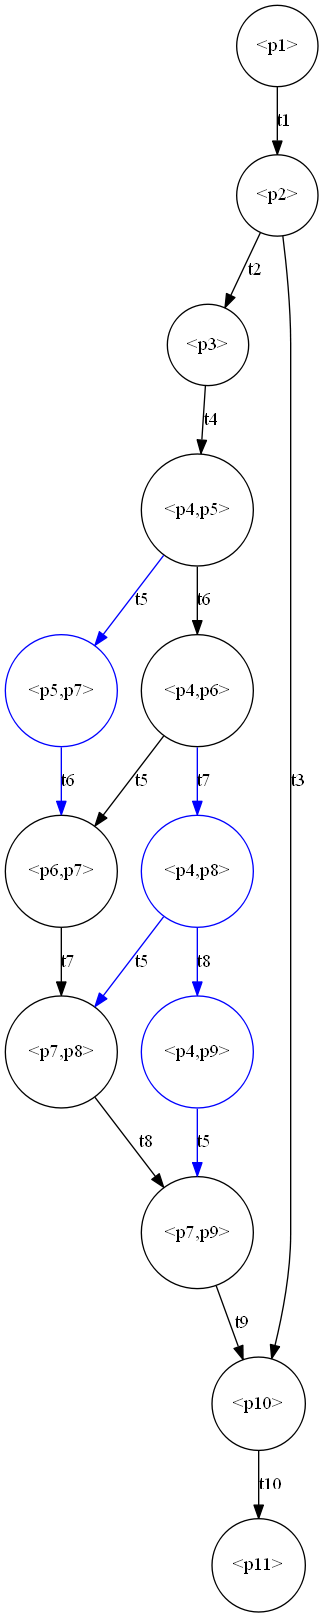 <p1>
t1
<p2>
t2
<p3>
t4
<p4,p5>
t5 t6
<p5,p7> <p4,p6>
t6 t5 t7 t3
<p6,p7> <p4,p8>
t7 t5 t8
<p7,p8> <p4,p9>
t8 t5
<p7,p9>
t9
<p10>
t10
<p11>